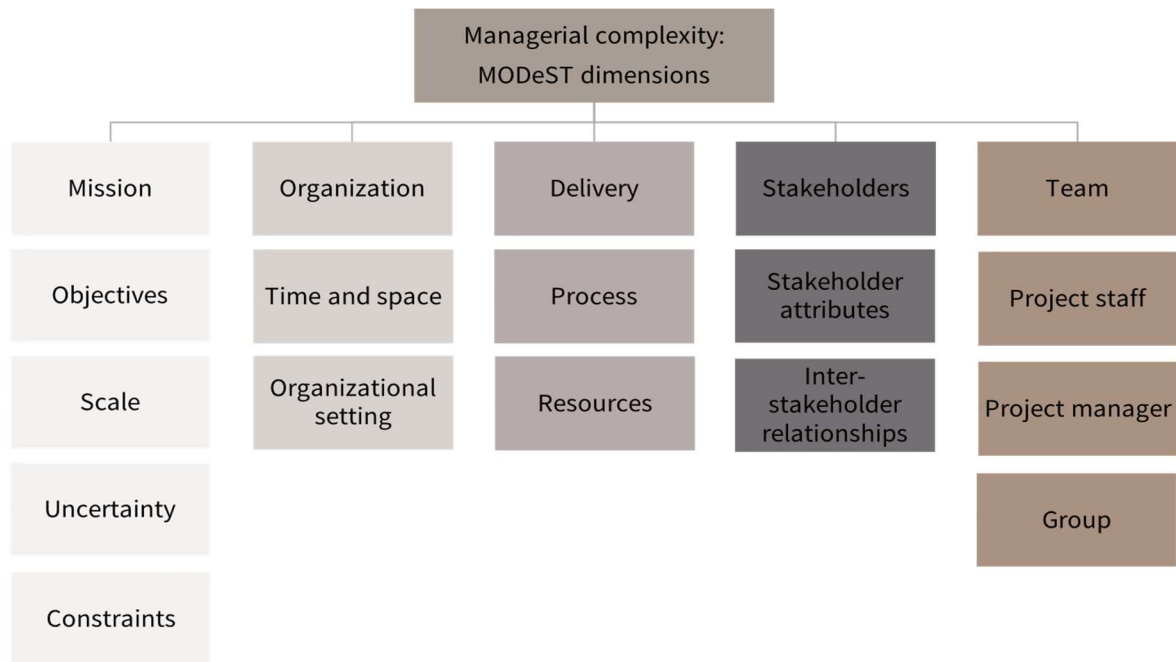 Managerial complexity:
MODeST dimensions
Mission
Objectives
Scale
Uncertainty
Constraints
Organization
Time and space
Organizational
setting
Delivery
Process
Resources
Stakeholders
Stakeholder
attributes
Inter-
stakeholder
relationships
Team
Project staff
Project manager
Group